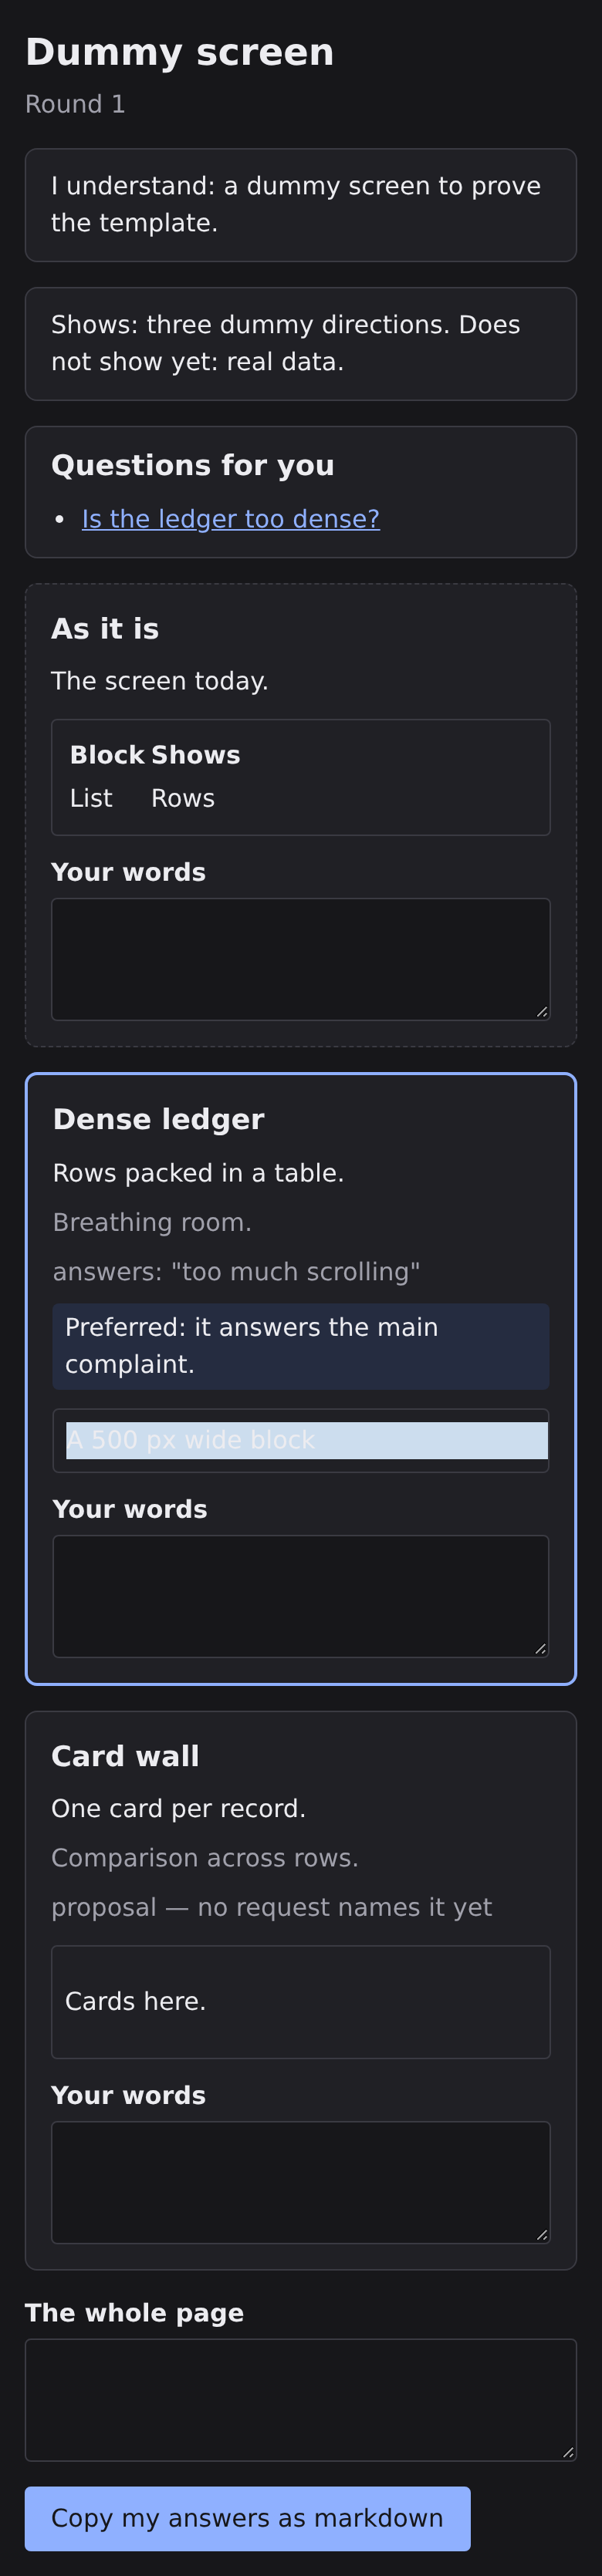 Dummy screen
Round 1
I understand: a dummy screen to prove
the template.
Shows: three dummy directions. Does
not show yet: real data.
Questions for you
• Is the ledger too dense?
As it is
The screen today.
Block Shows
List Rows
Your words
Dense ledger
Rows packed in a table.
Breathing room.
answers: "too much scrolling"
Preferred: it answers the main
complaint.
A 500 px wide block
Your words
Card wall
One card per record.
Comparison across rows.
proposal — no request names it yet
Cards here.
Your words
The whole page
Copy my answers as markdown